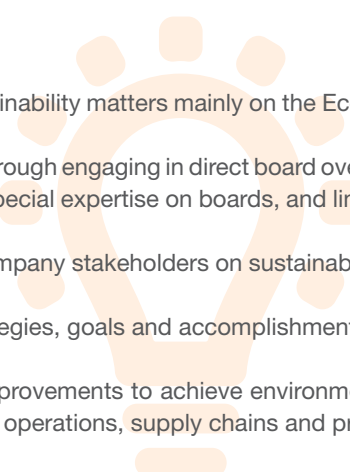 inability matters mainly on the Ec
rough engaging in direct board ove
pecial expertise on boards, and lin
mpany stakeholders on sustainab
egies, goals and accomplishment
provements to achieve environme
operations, supply chains and pr